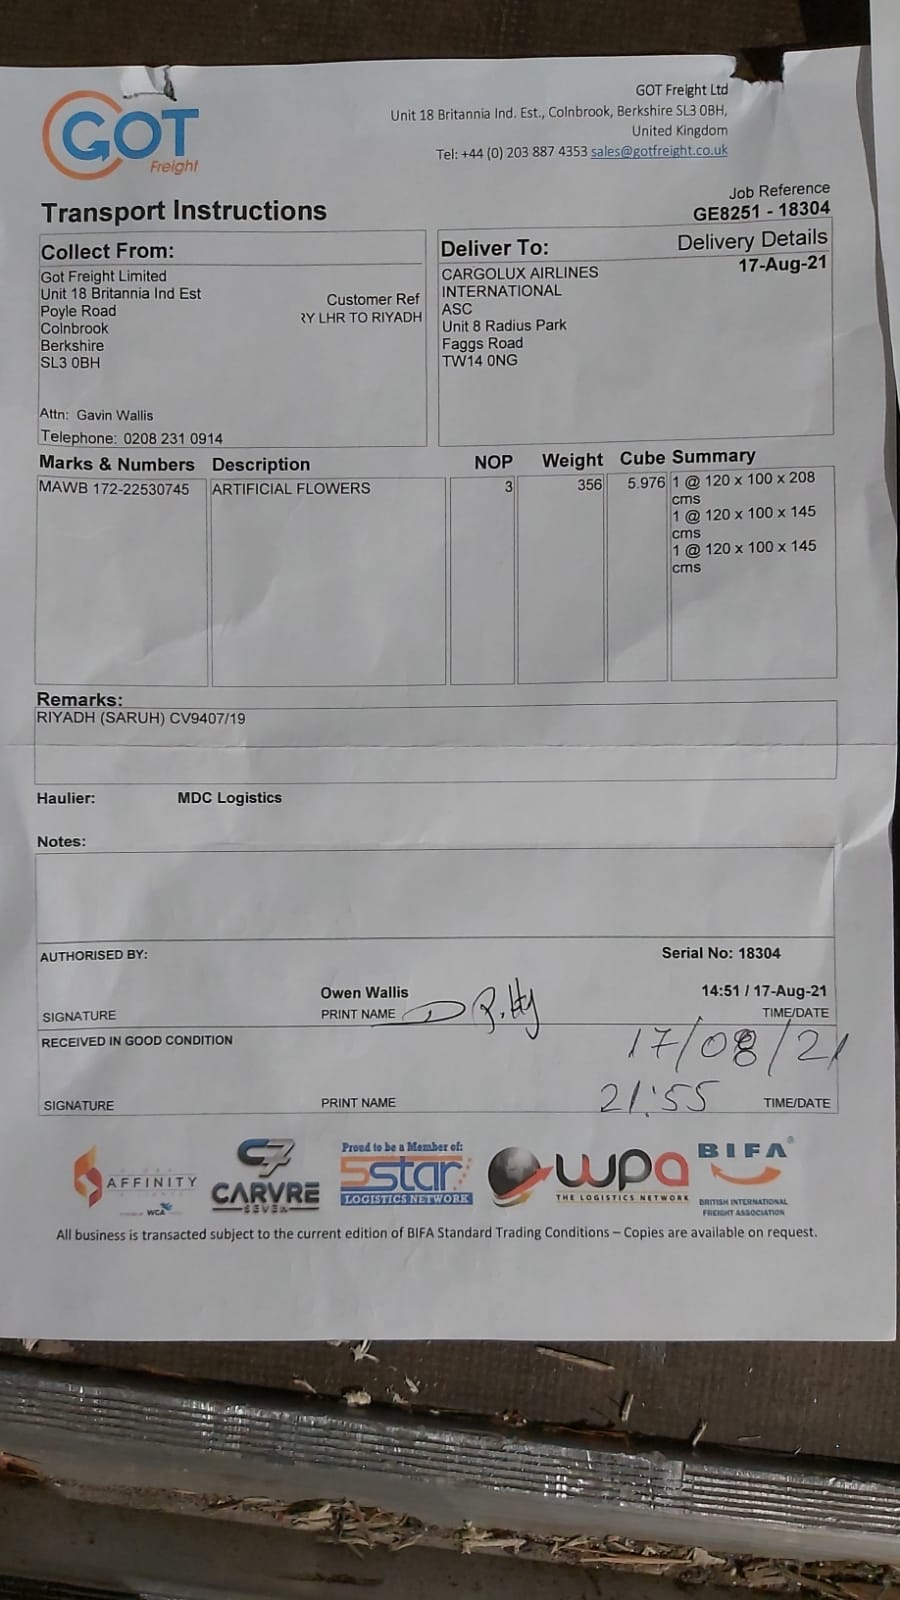 GOT
Freight
GOT Freight Ltd
Unit 18 Britannia Ind. Est., Colnbrook, Berkshire SL3 0BH,
United Kingdom
Tel: +44 (0) 203 887 4353 sales@gotfreight.co.uk
Transport Instructions
Job Reference
GE8251 - 18304
Collect From:
Got Freight Limited
Unit 18 Britannia Ind Est
Poyle Road
Colnbrook
Berkshire
SL3 0BH
Customer Ref
RY LHR TO RIYADH
Attn: Gavin Wallis
Telephone: 0208 231 0914
Deliver To:
Delivery Details
17-Aug-21
CARGOLUX AIRLINES
INTERNATIONAL
ASC
Unit 8 Radius Park
Faggs Road
TW14 0NG
Marks & Numbers Description NOP Weight Cube Summary
MAWB 172-22530745 ARTIFICIAL FLOWERS 3 356 5.976 1 @ 120 x 100 x 208
cms
1 @ 120 x 100 x 145
cms
1 @ 120 x 100 x 145
cms
Remarks:
RIYADH (SARUH) CV9407/19
Haulier: MDC Logistics
Notes:
AUTHORISED BY:
Serial No: 18304
Owen Wallis
14:51 / 17-Aug-21
SIGNATURE PRINT NAME TIME/DATE
RECEIVED IN GOOD CONDITION
17/08/21
21:55
SIGNATURE PRINT NAME TIME/DATE
AFFINITY
WCA
C7
CARVRE
SEVEN
Proud to be a Member of:
5star
LOGISTICS NETWORK
wpa
THE LOGISTICS NETWORK
BIFA
BRITISH INTERNATIONAL
FREIGHT ASSOCIATION
All business is transacted subject to the current edition of BIFA Standard Trading Conditions – Copies are available on request.